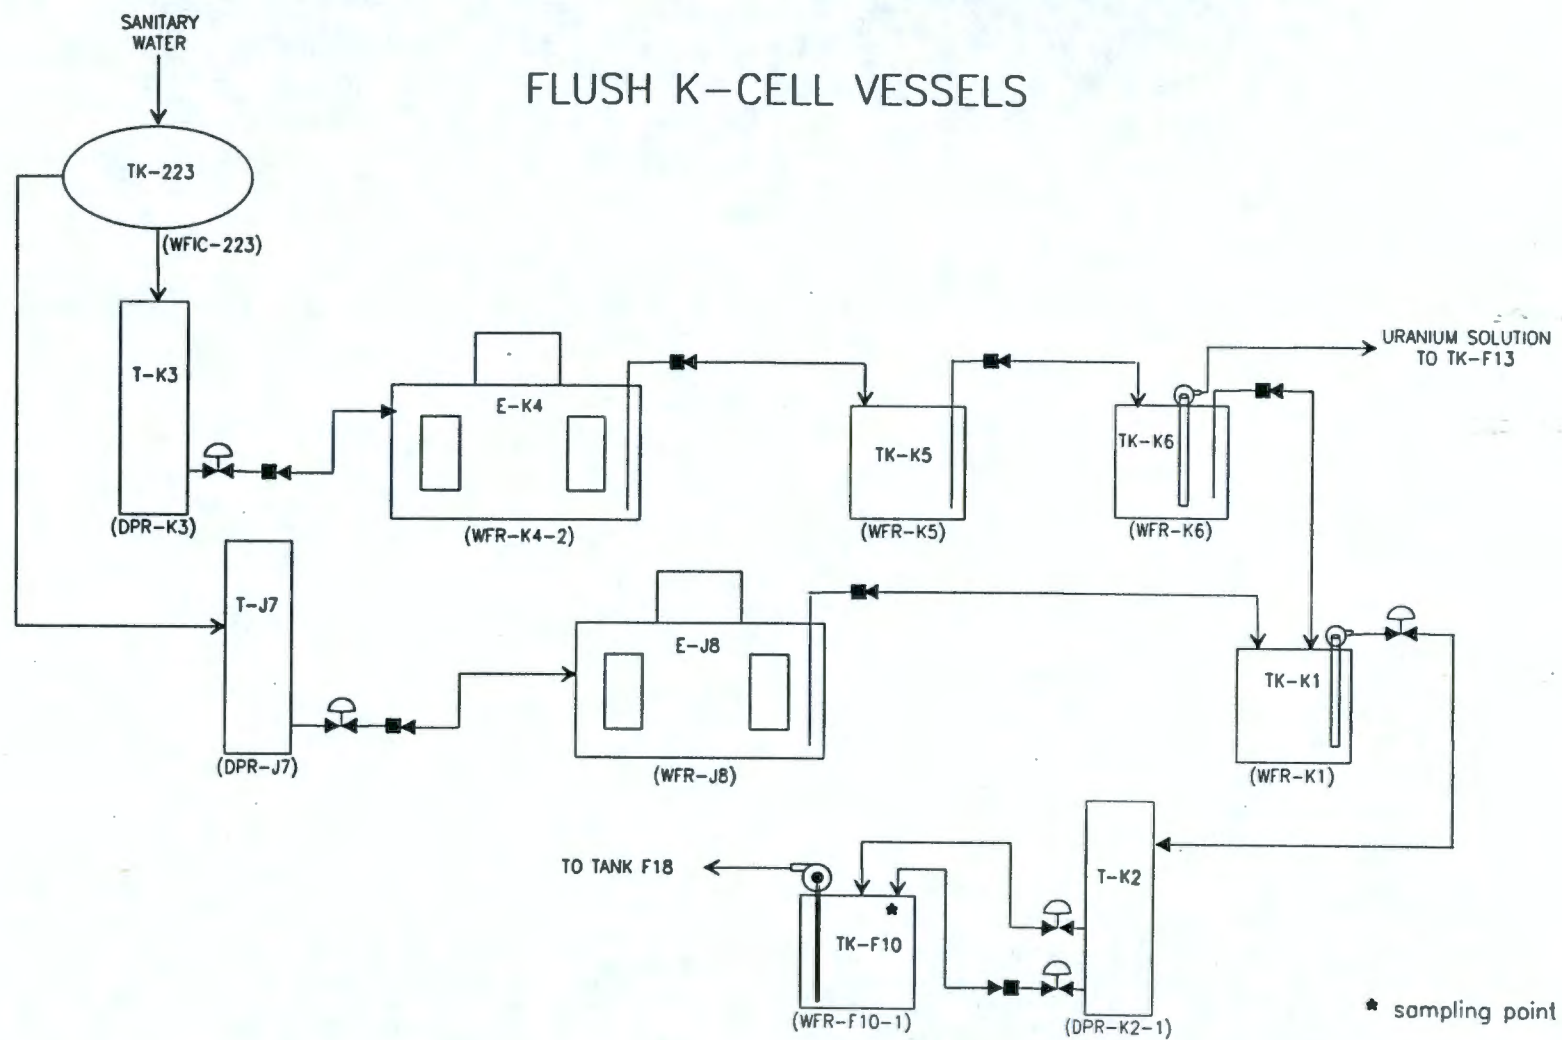 SANITARY
WATER
FLUSH K-CELL VESSELS
TK-223
(WFIC-223)
URANIUM SOLUTION
TO TK-F13
T-K3
E-K4
TK-K5
TK-K6
(DPR-K3)
(WFR-K4-2)
(WFR-K5)
(WFR-K6)
T-J7
E-J8
TK-K1
(DPR-J7)
(WFR-J8)
(WFR-K1)
TO TANK F18
T-K2
*
TK-F10
(WFR-F10-1)
(DPR-K2-1)
* sampling point